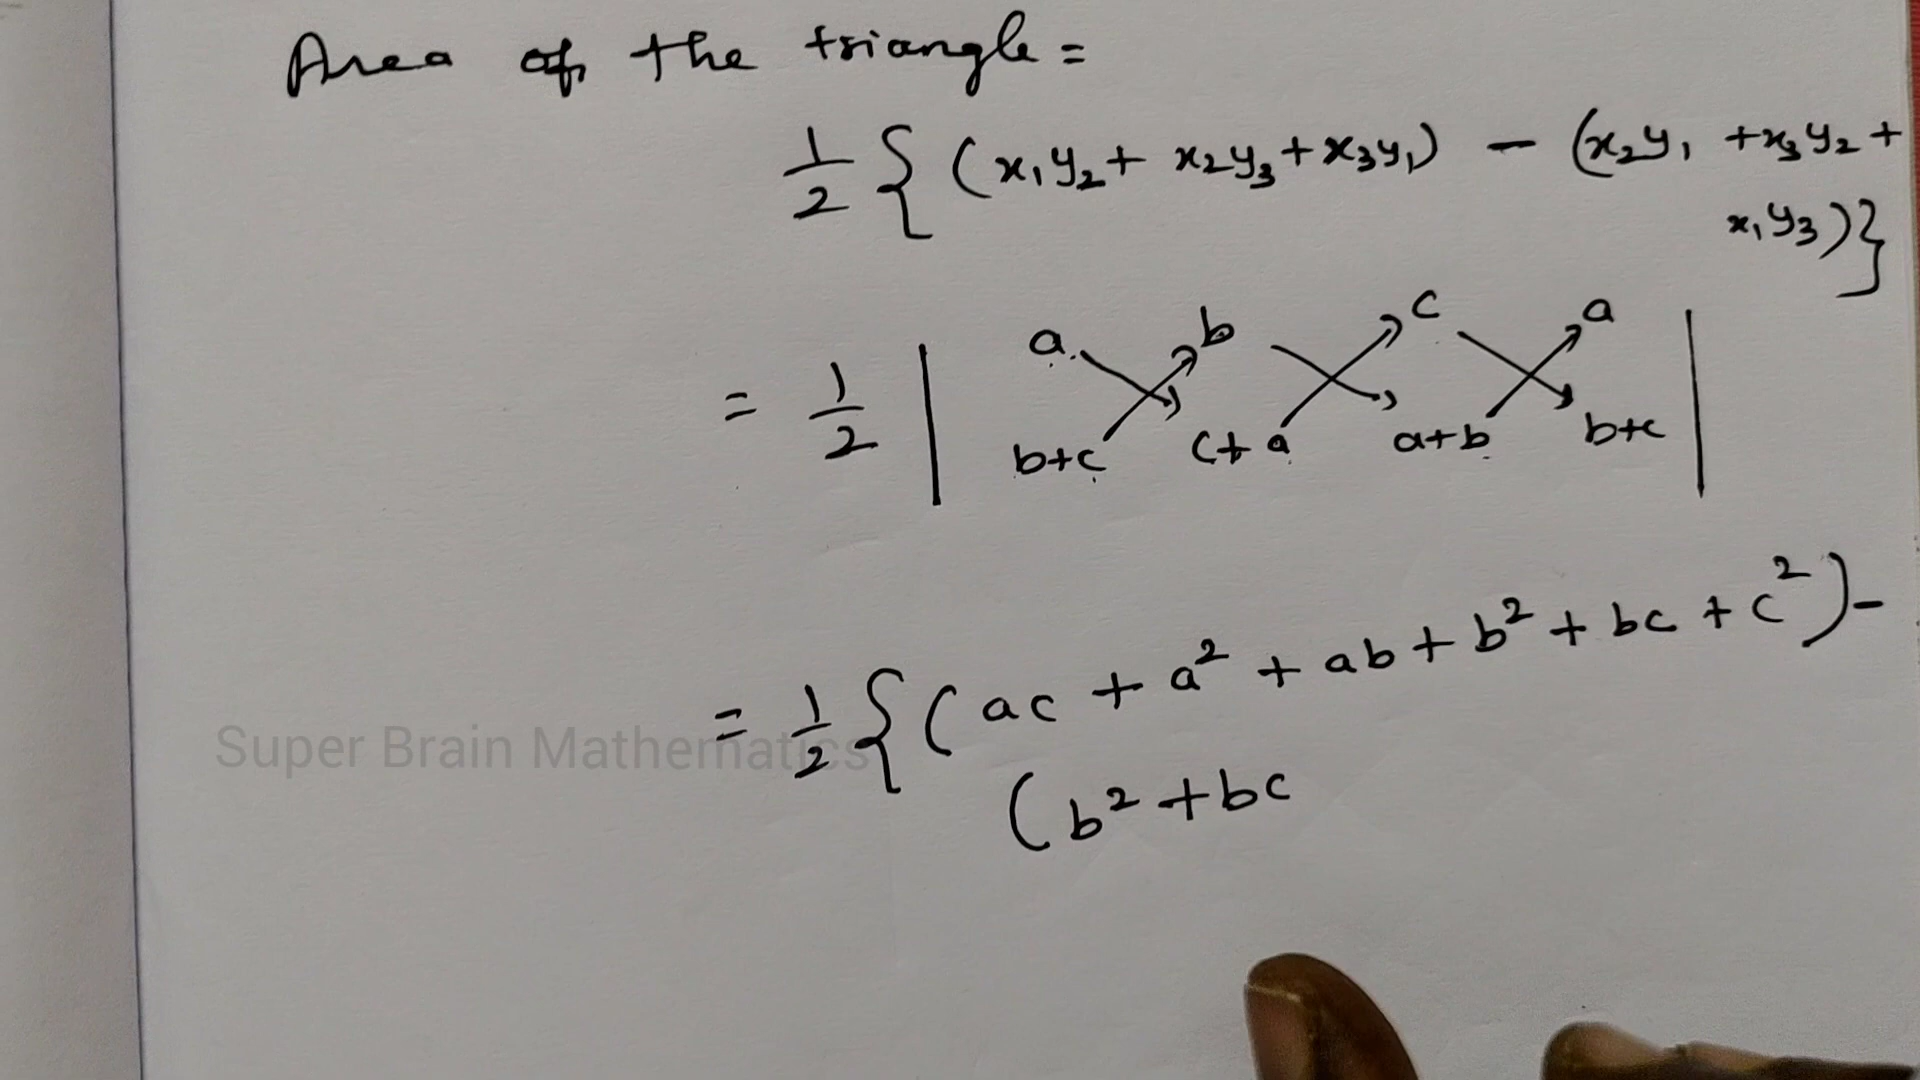 Area of the triangle =
1/2 { (x₁y₂ + x₂y₃ + x₃y₁) - (x₂y₁ + x₃y₂ +
x₁y₃) }
= 1/2 | a b c a |
b+c c+a a+b b+c
= 1/2 { ( ac + a² + ab + b² + bc + c² ) -
( b² + bc
Super Brain Mathematics